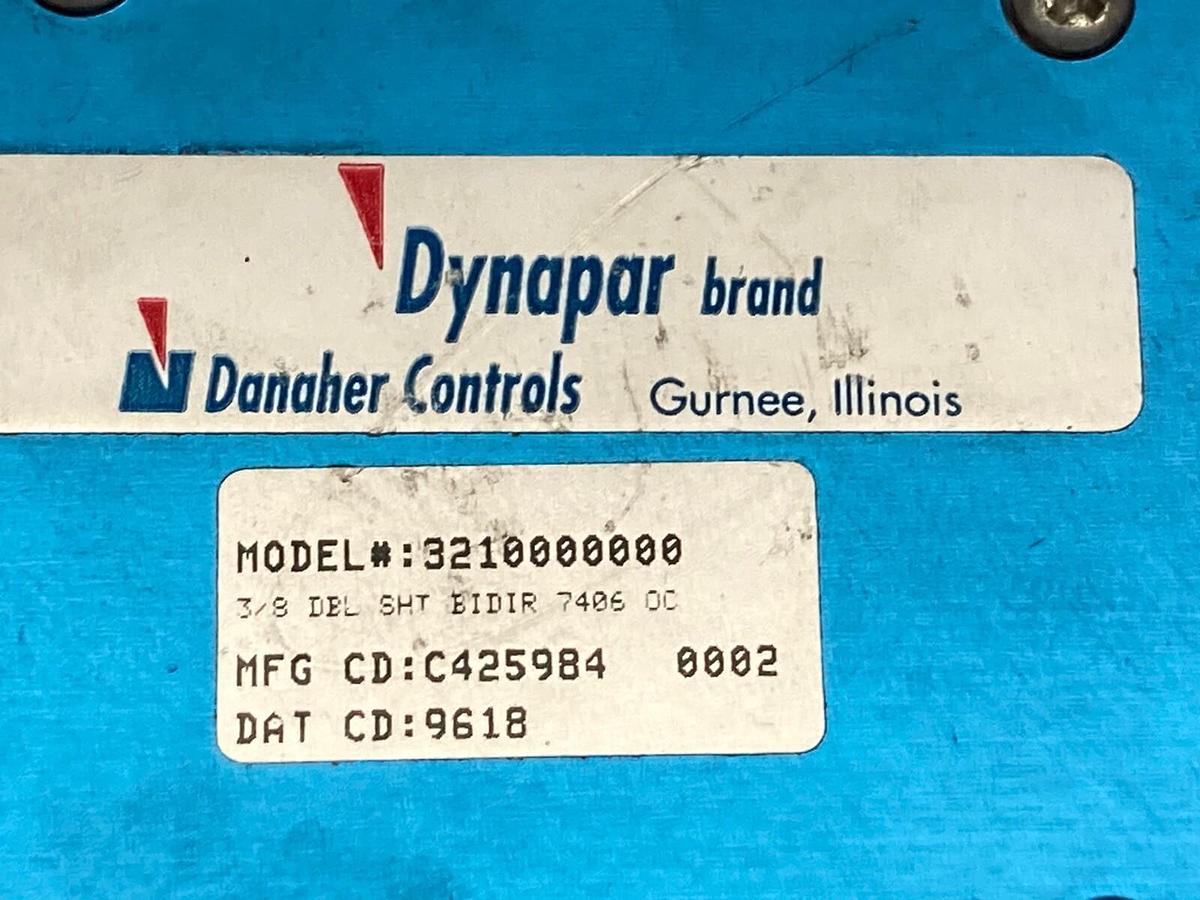 Dynapar brand
Danaher Controls Gurnee, Illinois
MODEL#:3210000000
3/8 DBL SHT BIDIR 7406 OC
MFG CD:C425984 0002
DAT CD:9618